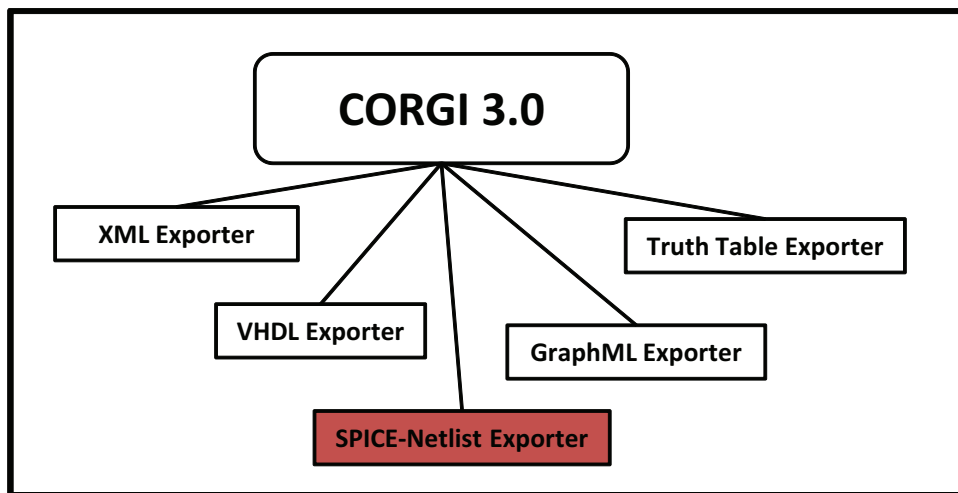 CORGI 3.0
XML Exporter
Truth Table Exporter
VHDL Exporter
GraphML Exporter
SPICE-Netlist Exporter